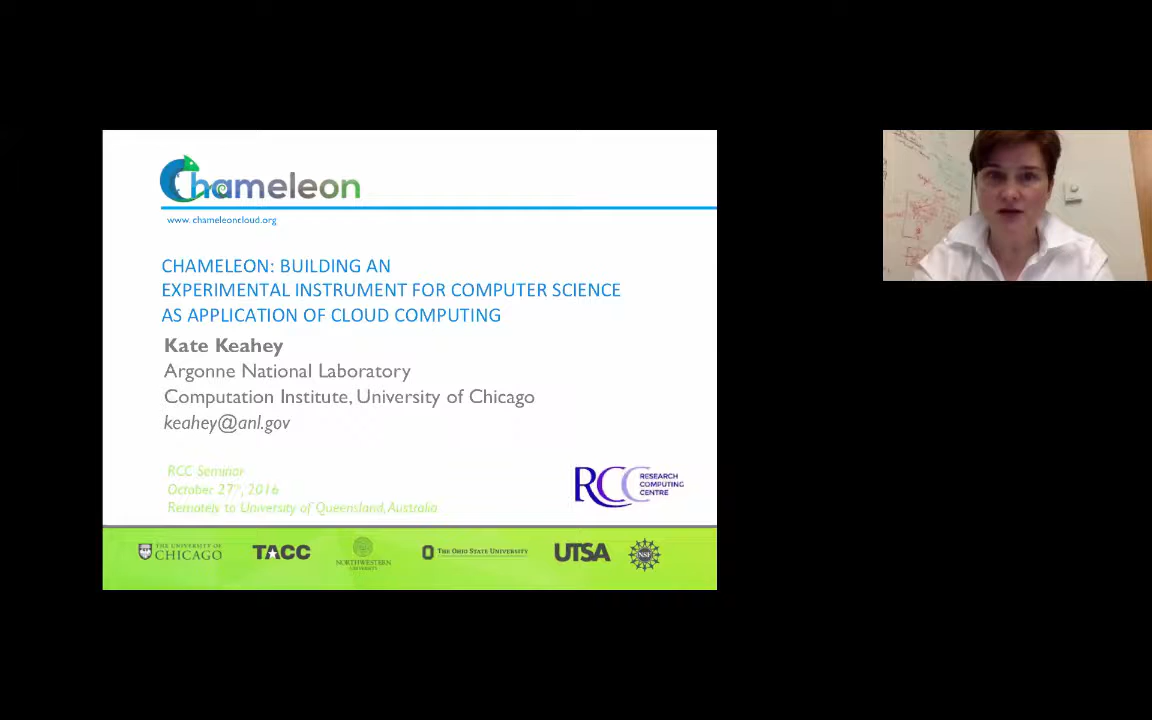 Chameleon
www.chameleoncloud.org
CHAMELEON: BUILDING AN
EXPERIMENTAL INSTRUMENT FOR COMPUTER SCIENCE
AS APPLICATION OF CLOUD COMPUTING
Kate Keahey
Argonne National Laboratory
Computation Institute, University of Chicago
keahey@anl.gov
RCC Seminar
October 27th, 2016
Remotely to University of Queensland, Australia
RCC
RESEARCH
COMPUTING
CENTRE
THE UNIVERSITY OF
CHICAGO
TACC
NORTHWESTERN
UNIVERSITY
THE OHIO STATE UNIVERSITY
UTSA
NSF